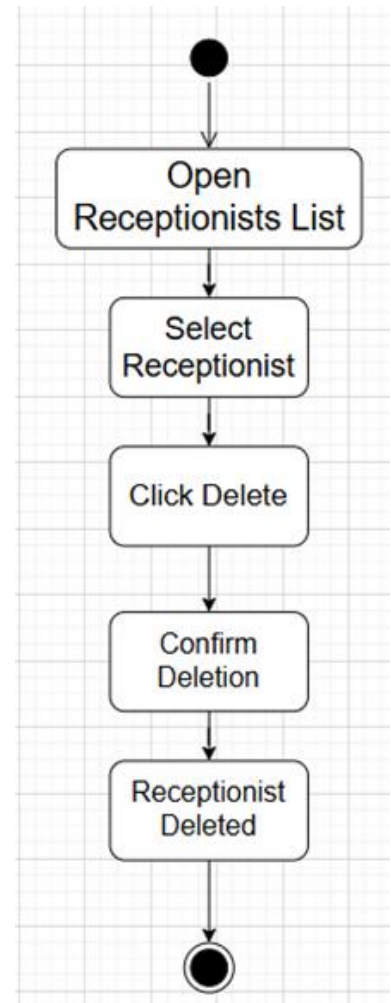 Open
Receptionists List
Select
Receptionist
Click Delete
Confirm
Deletion
Receptionist
Deleted